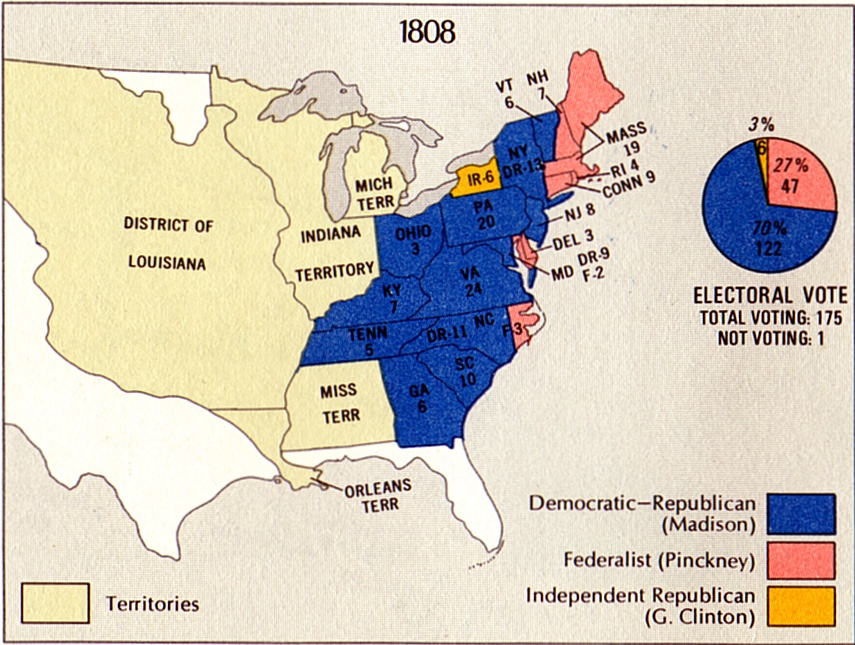 1808
VT
6
NH
7
MASS
19
RI 4
CONN 9
NY
DR-13
IR-6
PA
20
NJ 8
DEL 3
MD DR-9
F-2
MICH
TERR
OHIO
3
INDIANA
TERRITORY
DISTRICT OF
LOUISIANA
VA
24
KY
7
TENN
5
DR-11 NC
F-3
SC
10
GA
6
MISS
TERR
ORLEANS
TERR
3%
6
27%
47
70%
122
ELECTORAL VOTE
TOTAL VOTING: 175
NOT VOTING: 1
Democratic–Republican
(Madison)
Federalist (Pinckney)
Independent Republican
(G. Clinton)
Territories